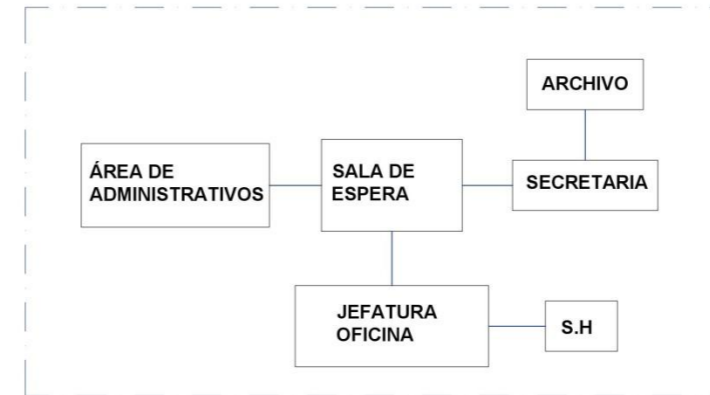 ARCHIVO
ÁREA DE
ADMINISTRATIVOS
SALA DE
ESPERA
SECRETARIA
JEFATURA
OFICINA
S.H